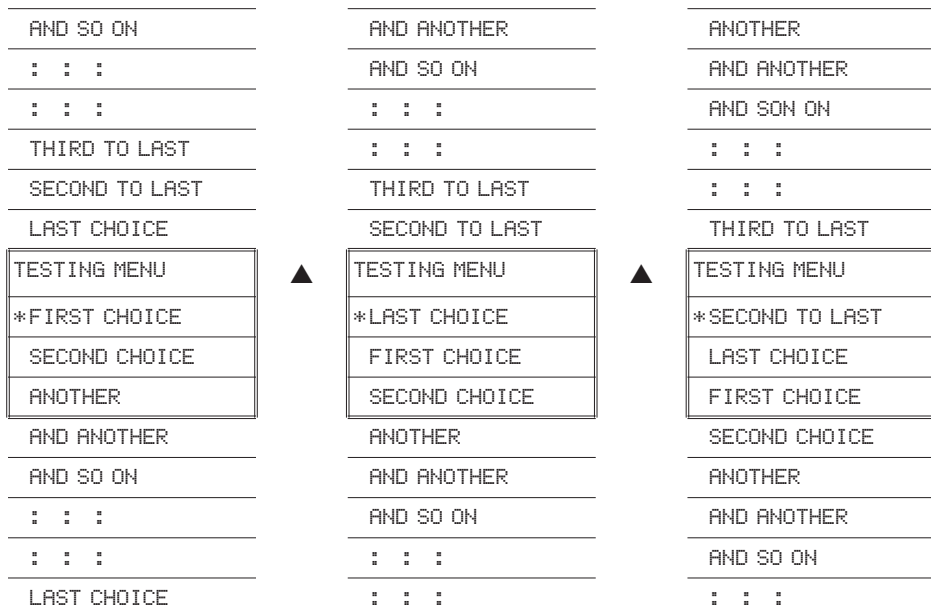 AND SO ON
: : :
: : :
THIRD TO LAST
SECOND TO LAST
LAST CHOICE
TESTING MENU
*FIRST CHOICE
SECOND CHOICE
ANOTHER
AND ANOTHER
AND SO ON
: : :
: : :
LAST CHOICE
▲
AND ANOTHER
AND SO ON
: : :
: : :
THIRD TO LAST
SECOND TO LAST
TESTING MENU
*LAST CHOICE
FIRST CHOICE
SECOND CHOICE
ANOTHER
AND ANOTHER
AND SO ON
: : :
: : :
▲
ANOTHER
AND ANOTHER
AND SON ON
: : :
: : :
THIRD TO LAST
TESTING MENU
*SECOND TO LAST
LAST CHOICE
FIRST CHOICE
SECOND CHOICE
ANOTHER
AND ANOTHER
AND SO ON
: : :